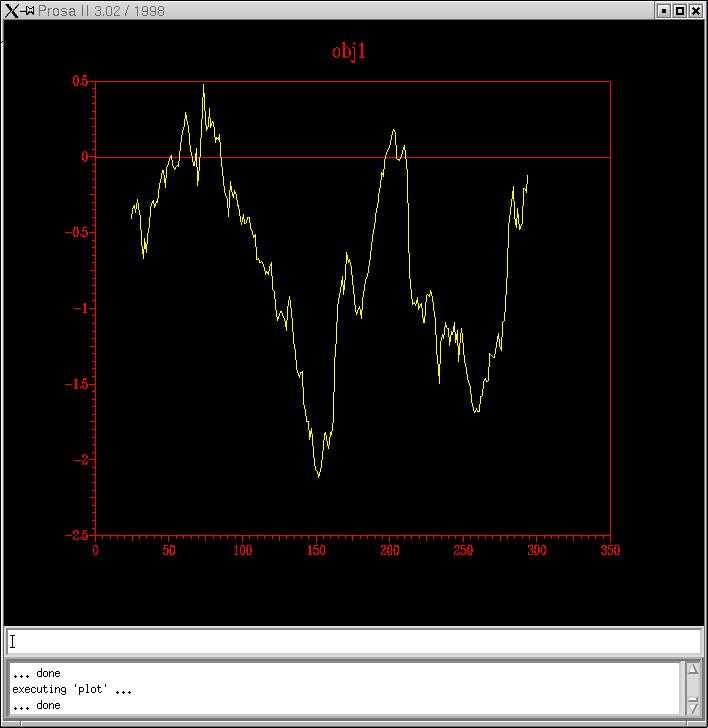 Prosa II 3.02 / 1998
obj1
0.5
0
-0.5
-1
-1.5
-2
-2.5
0 50 100 150 200 250 300 350
... done
executing 'plot' ...
... done